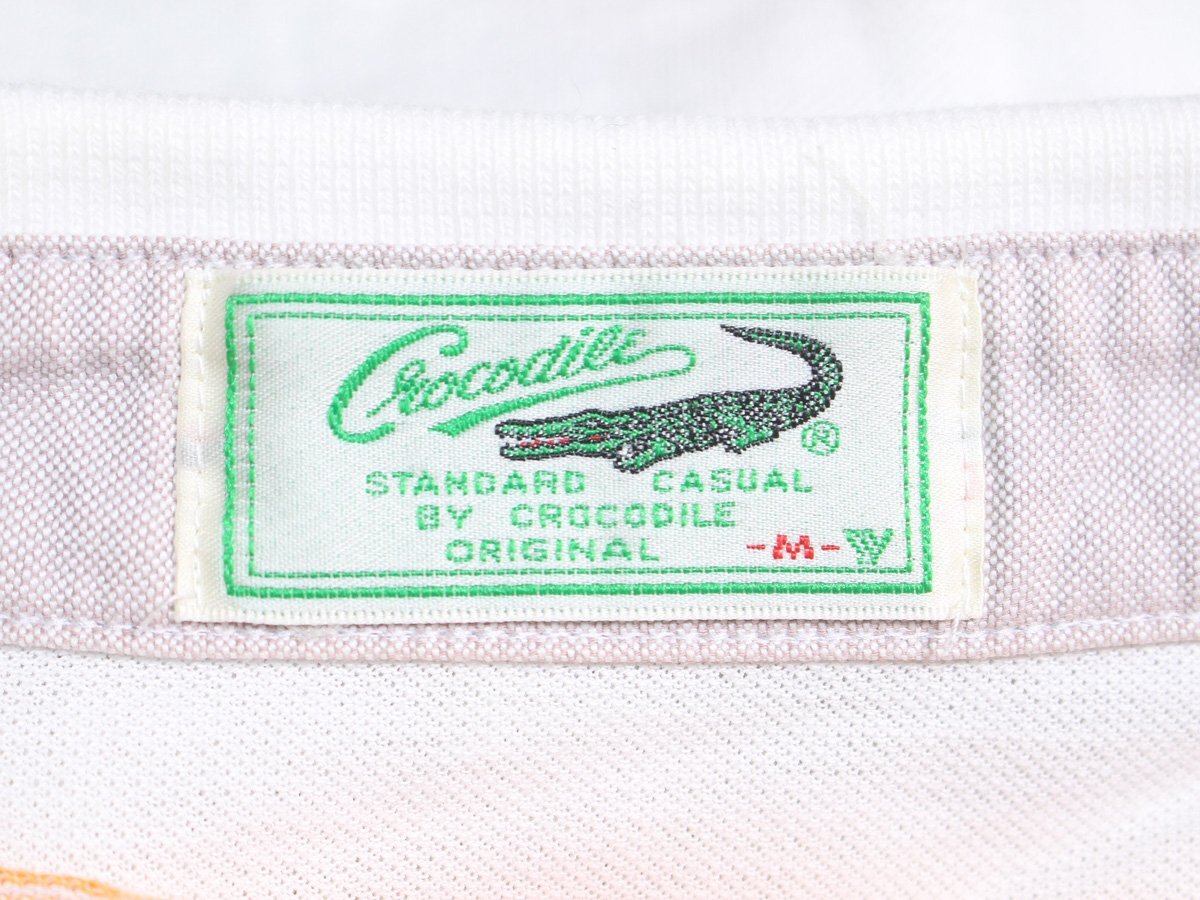 Crocodile
®
STANDARD CASUAL
BY CROCODILE
ORIGINAL -M-